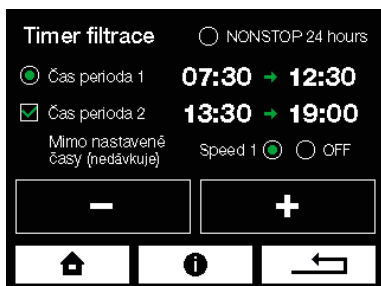 Timer filtrace NONSTOP 24 hours
Čas perioda 1 07:30 → 12:30
Čas perioda 2 13:30 → 19:00
Mimo nastavené
časy (nedávkuje) Speed 1 OFF
− +